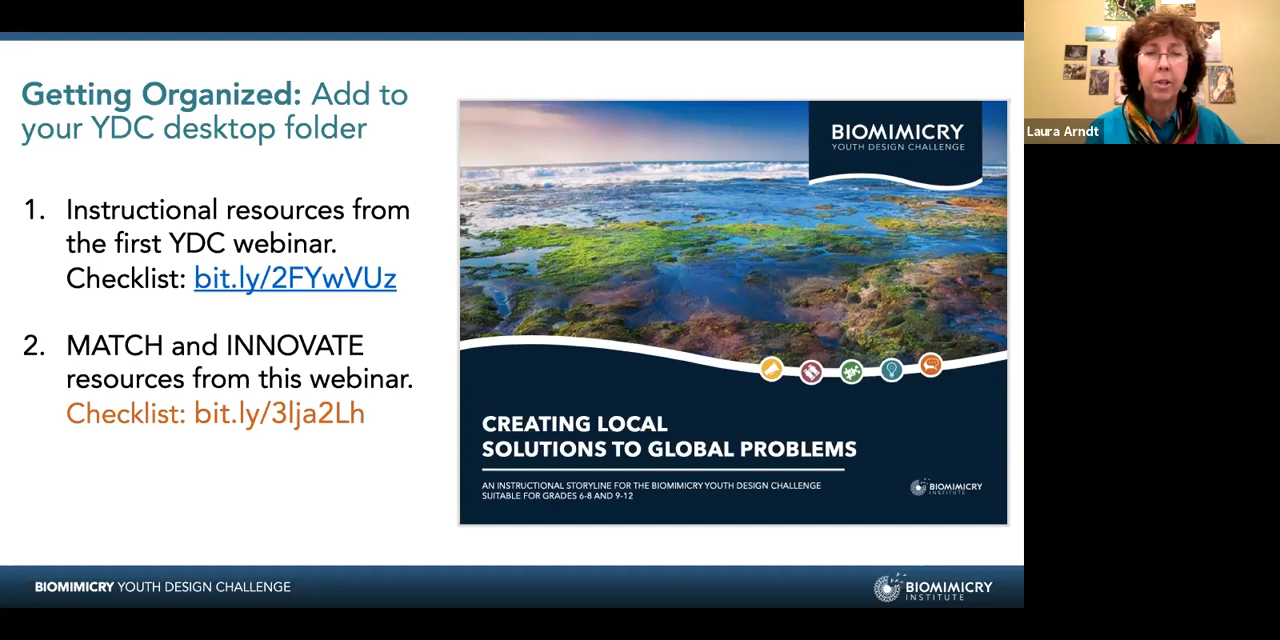 Getting Organized: Add to
your YDC desktop folder
1. Instructional resources from
the first YDC webinar.
Checklist: bit.ly/2FYwVUz
2. MATCH and INNOVATE
resources from this webinar.
Checklist: bit.ly/3lja2Lh
BIOMIMICRY
YOUTH DESIGN CHALLENGE
CREATING LOCAL
SOLUTIONS TO GLOBAL PROBLEMS
AN INSTRUCTIONAL STORYLINE FOR THE BIOMIMICRY YOUTH DESIGN CHALLENGE
SUITABLE FOR GRADES 6-8 AND 9-12
BIOMIMICRY
INSTITUTE
BIOMIMICRY YOUTH DESIGN CHALLENGE
BIOMIMICRY
INSTITUTE
Laura Arndt